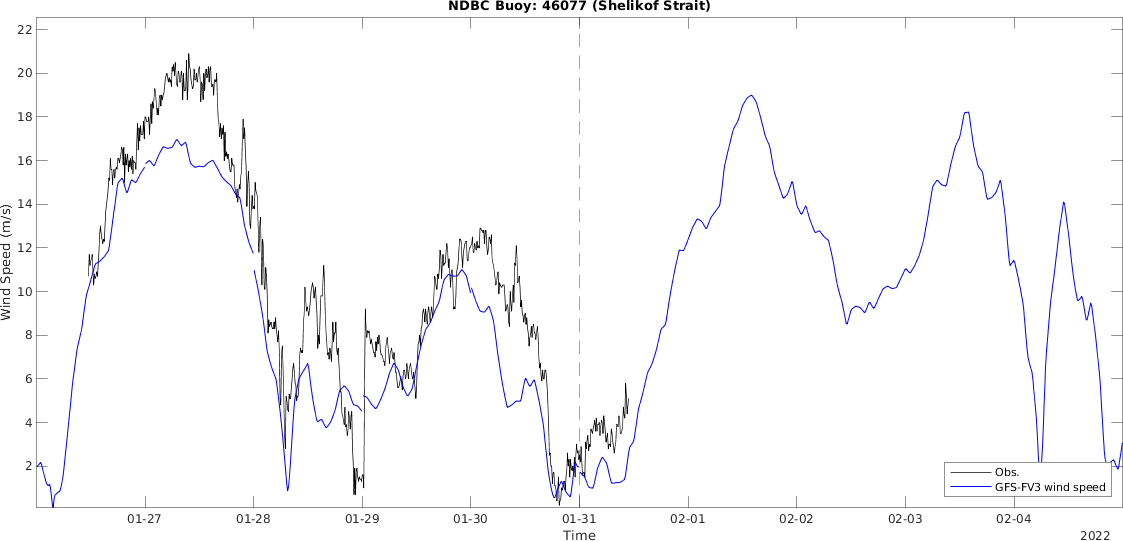 NDBC Buoy: 46077 (Shelikof Strait)
22
20
18
16
14
12
10
8
6
4
2
Wind Speed (m/s)
Obs.
GFS-FV3 wind speed
01-27 01-28 01-29 01-30 01-31 02-01 02-02 02-03 02-04
Time
2022